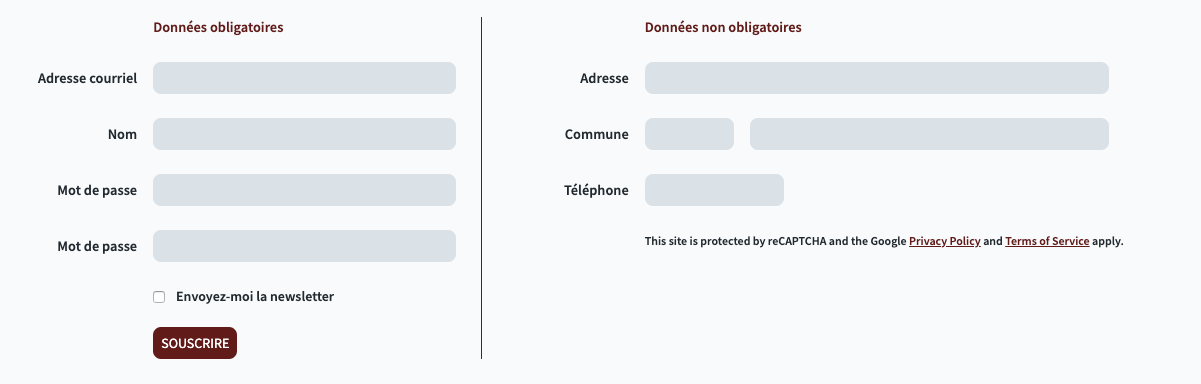 Données obligatoires
Adresse courriel
Nom
Mot de passe
Mot de passe
Envoyez-moi la newsletter
SOUSCRIRE
Données non obligatoires
Adresse
Commune
Téléphone
This site is protected by reCAPTCHA and the Google Privacy Policy and Terms of Service apply.